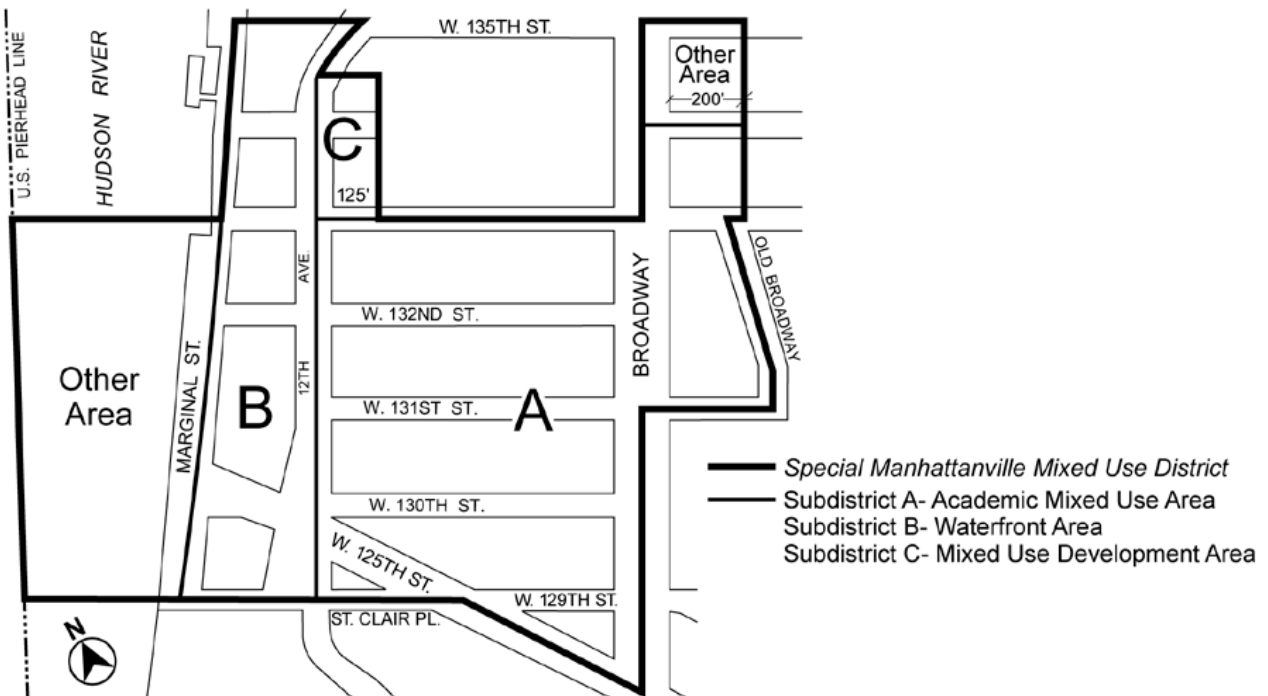 W. 135TH ST.
Other
Area
200'
U.S. PIERHEAD LINE
HUDSON RIVER
C
125'
AVE.
12TH
BROADWAY
OLD BROADWAY
W. 132ND ST.
Other
Area
MARGINAL ST.
B
W. 131ST ST.
A
W. 130TH ST.
W. 125TH ST.
W. 129TH ST.
ST. CLAIR PL.
N
Special Manhattanville Mixed Use District
Subdistrict A- Academic Mixed Use Area
Subdistrict B- Waterfront Area
Subdistrict C- Mixed Use Development Area